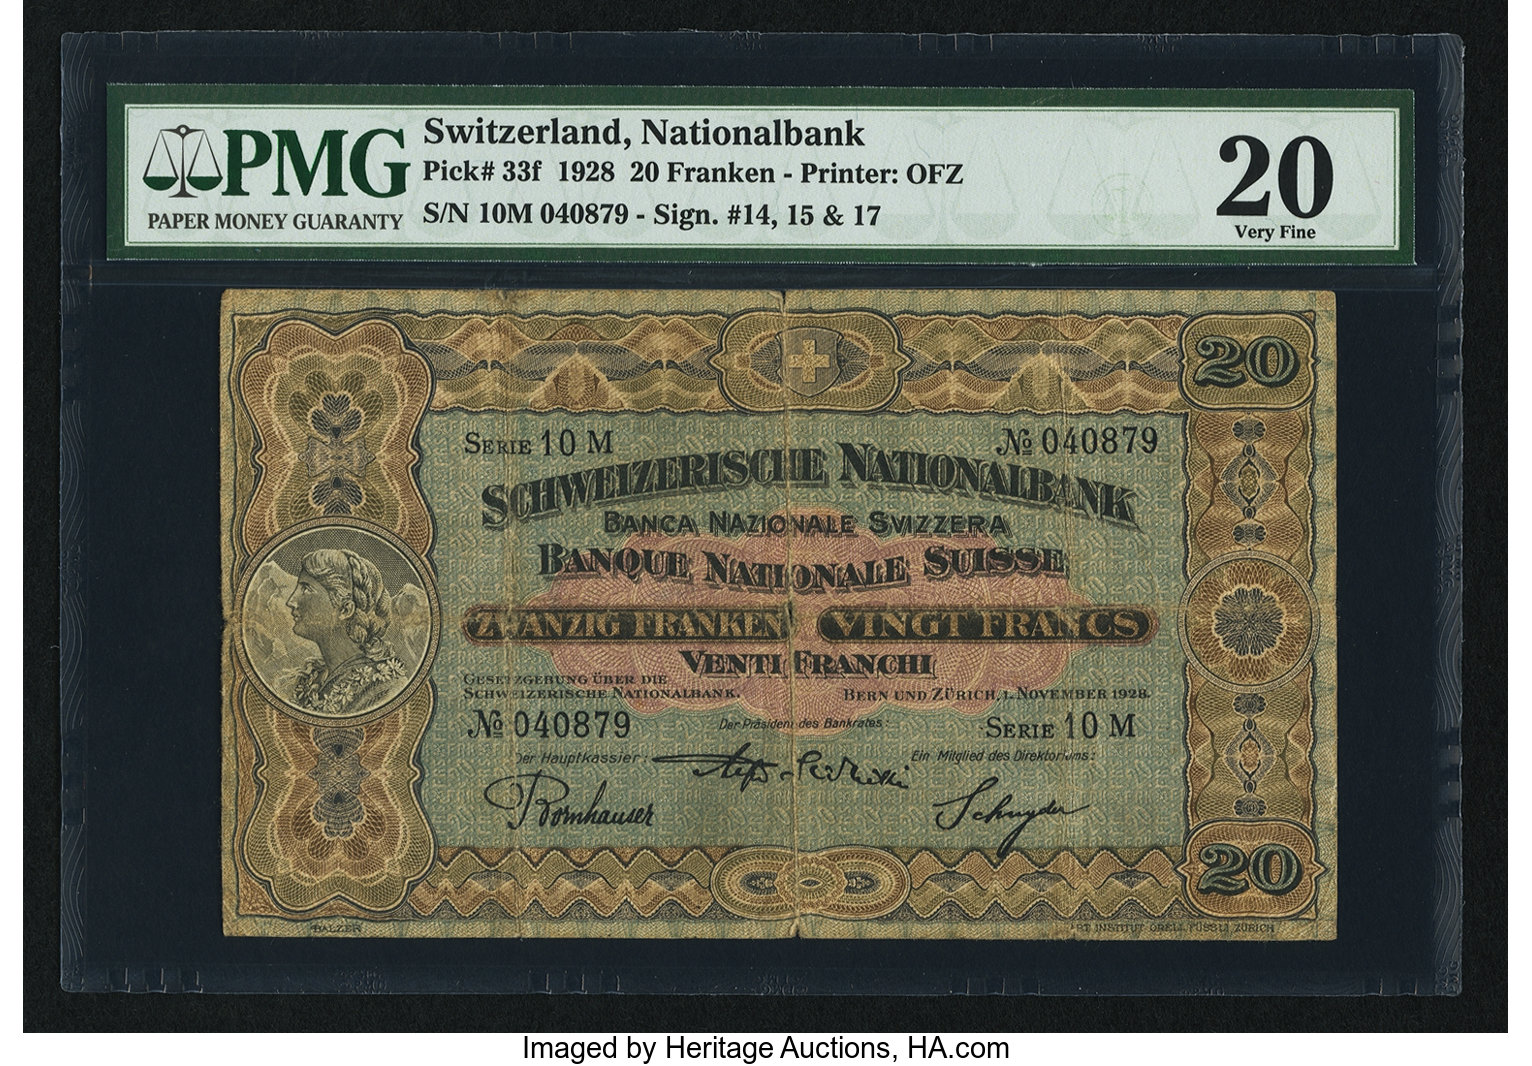 PMG
PAPER MONEY GUARANTY
Switzerland, Nationalbank
Pick# 33f 1928 20 Franken - Printer: OFZ
S/N 10M 040879 - Sign. #14, 15 & 17
20
Very Fine
20
SERIE 10 M
№ 040879
SCHWEIZERISCHE NATIONALBANK
BANCA NAZIONALE SVIZZERA
BANQUE NATIONALE SUISSE
ZWANZIG FRANKEN VINGT FRANCS
VENTI FRANCHI
GESETZGEBUNG ÜBER DIE
SCHWEIZERISCHE NATIONALBANK.
BERN UND ZÜRICH, 1. NOVEMBER 1928.
№ 040879
Der Präsident des Bankrates:
SERIE 10 M
Der Hauptkassier:
Ein Mitglied des Direktoriums:
Bornhauser
Schnyder
20
BALZER
ART. INSTITUT ORELL FÜSSLI, ZÜRICH
Imaged by Heritage Auctions, HA.com